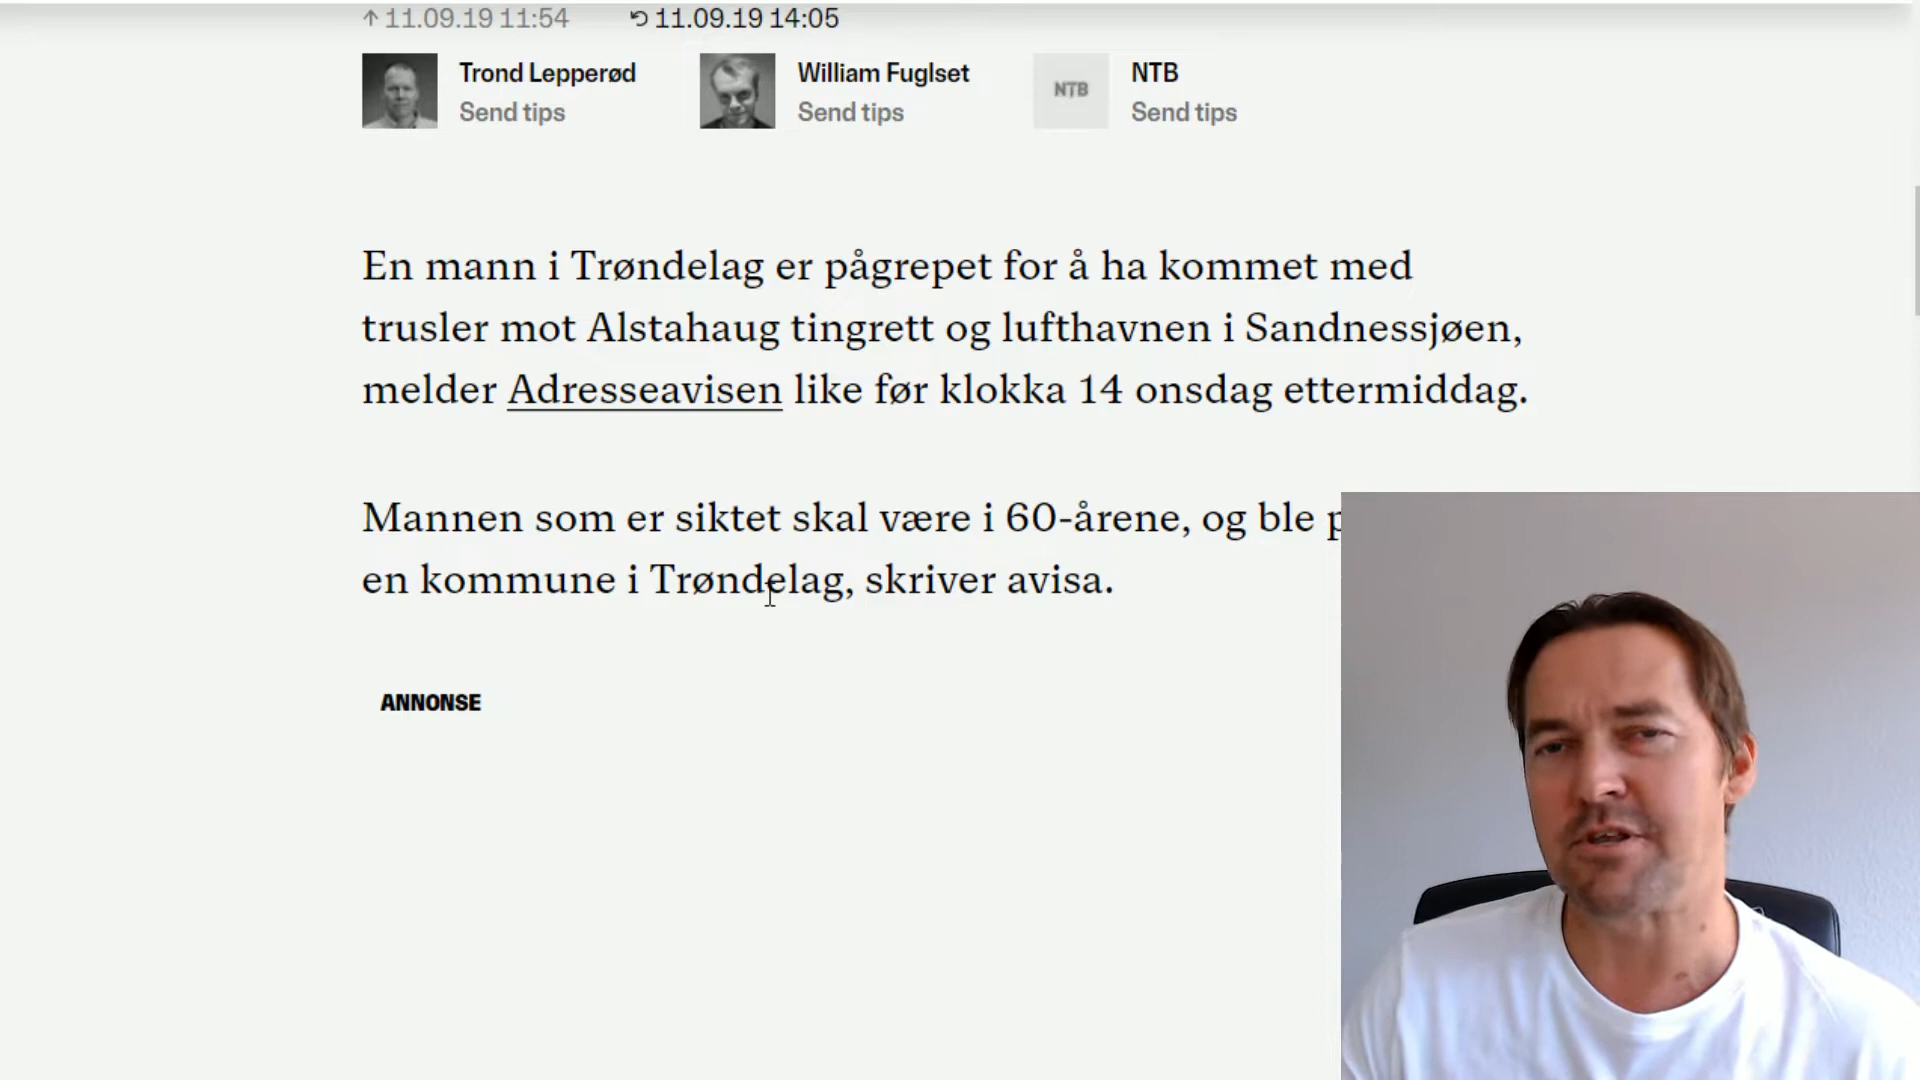 ↑ 11.09.19 11:54 11.09.19 14:05
Trond Lepperød William Fuglset NTB NTB
Send tips Send tips Send tips
En mann i Trøndelag er pågrepet for å ha kommet med
trusler mot Alstahaug tingrett og lufthavnen i Sandnessjøen,
melder Adresseavisen like før klokka 14 onsdag ettermiddag.
Mannen som er siktet skal være i 60-årene, og ble
en kommune i Trøndelag, skriver avisa.
ANNONSE